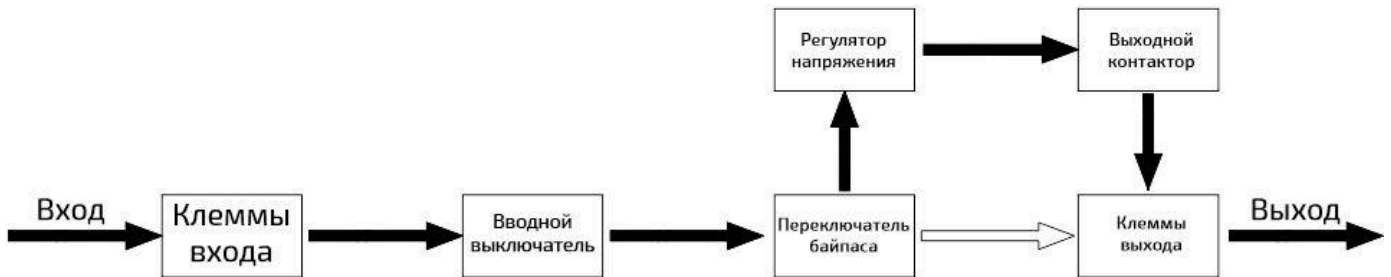 Регулятор
напряжения
Выходной
контактор
Вход
Клеммы
входа
Вводной
выключатель
Переключатель
байпаса
Клеммы
выхода
Выход